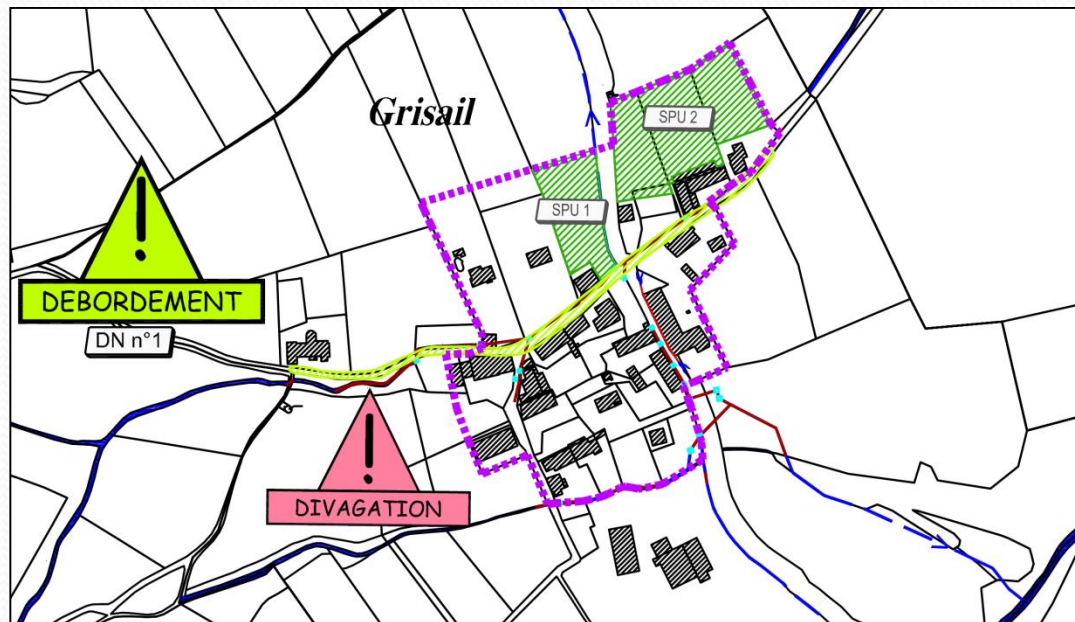 Grisail
SPU 2
SPU 1
!
DEBORDEMENT
DN n°1
!
DIVAGATION